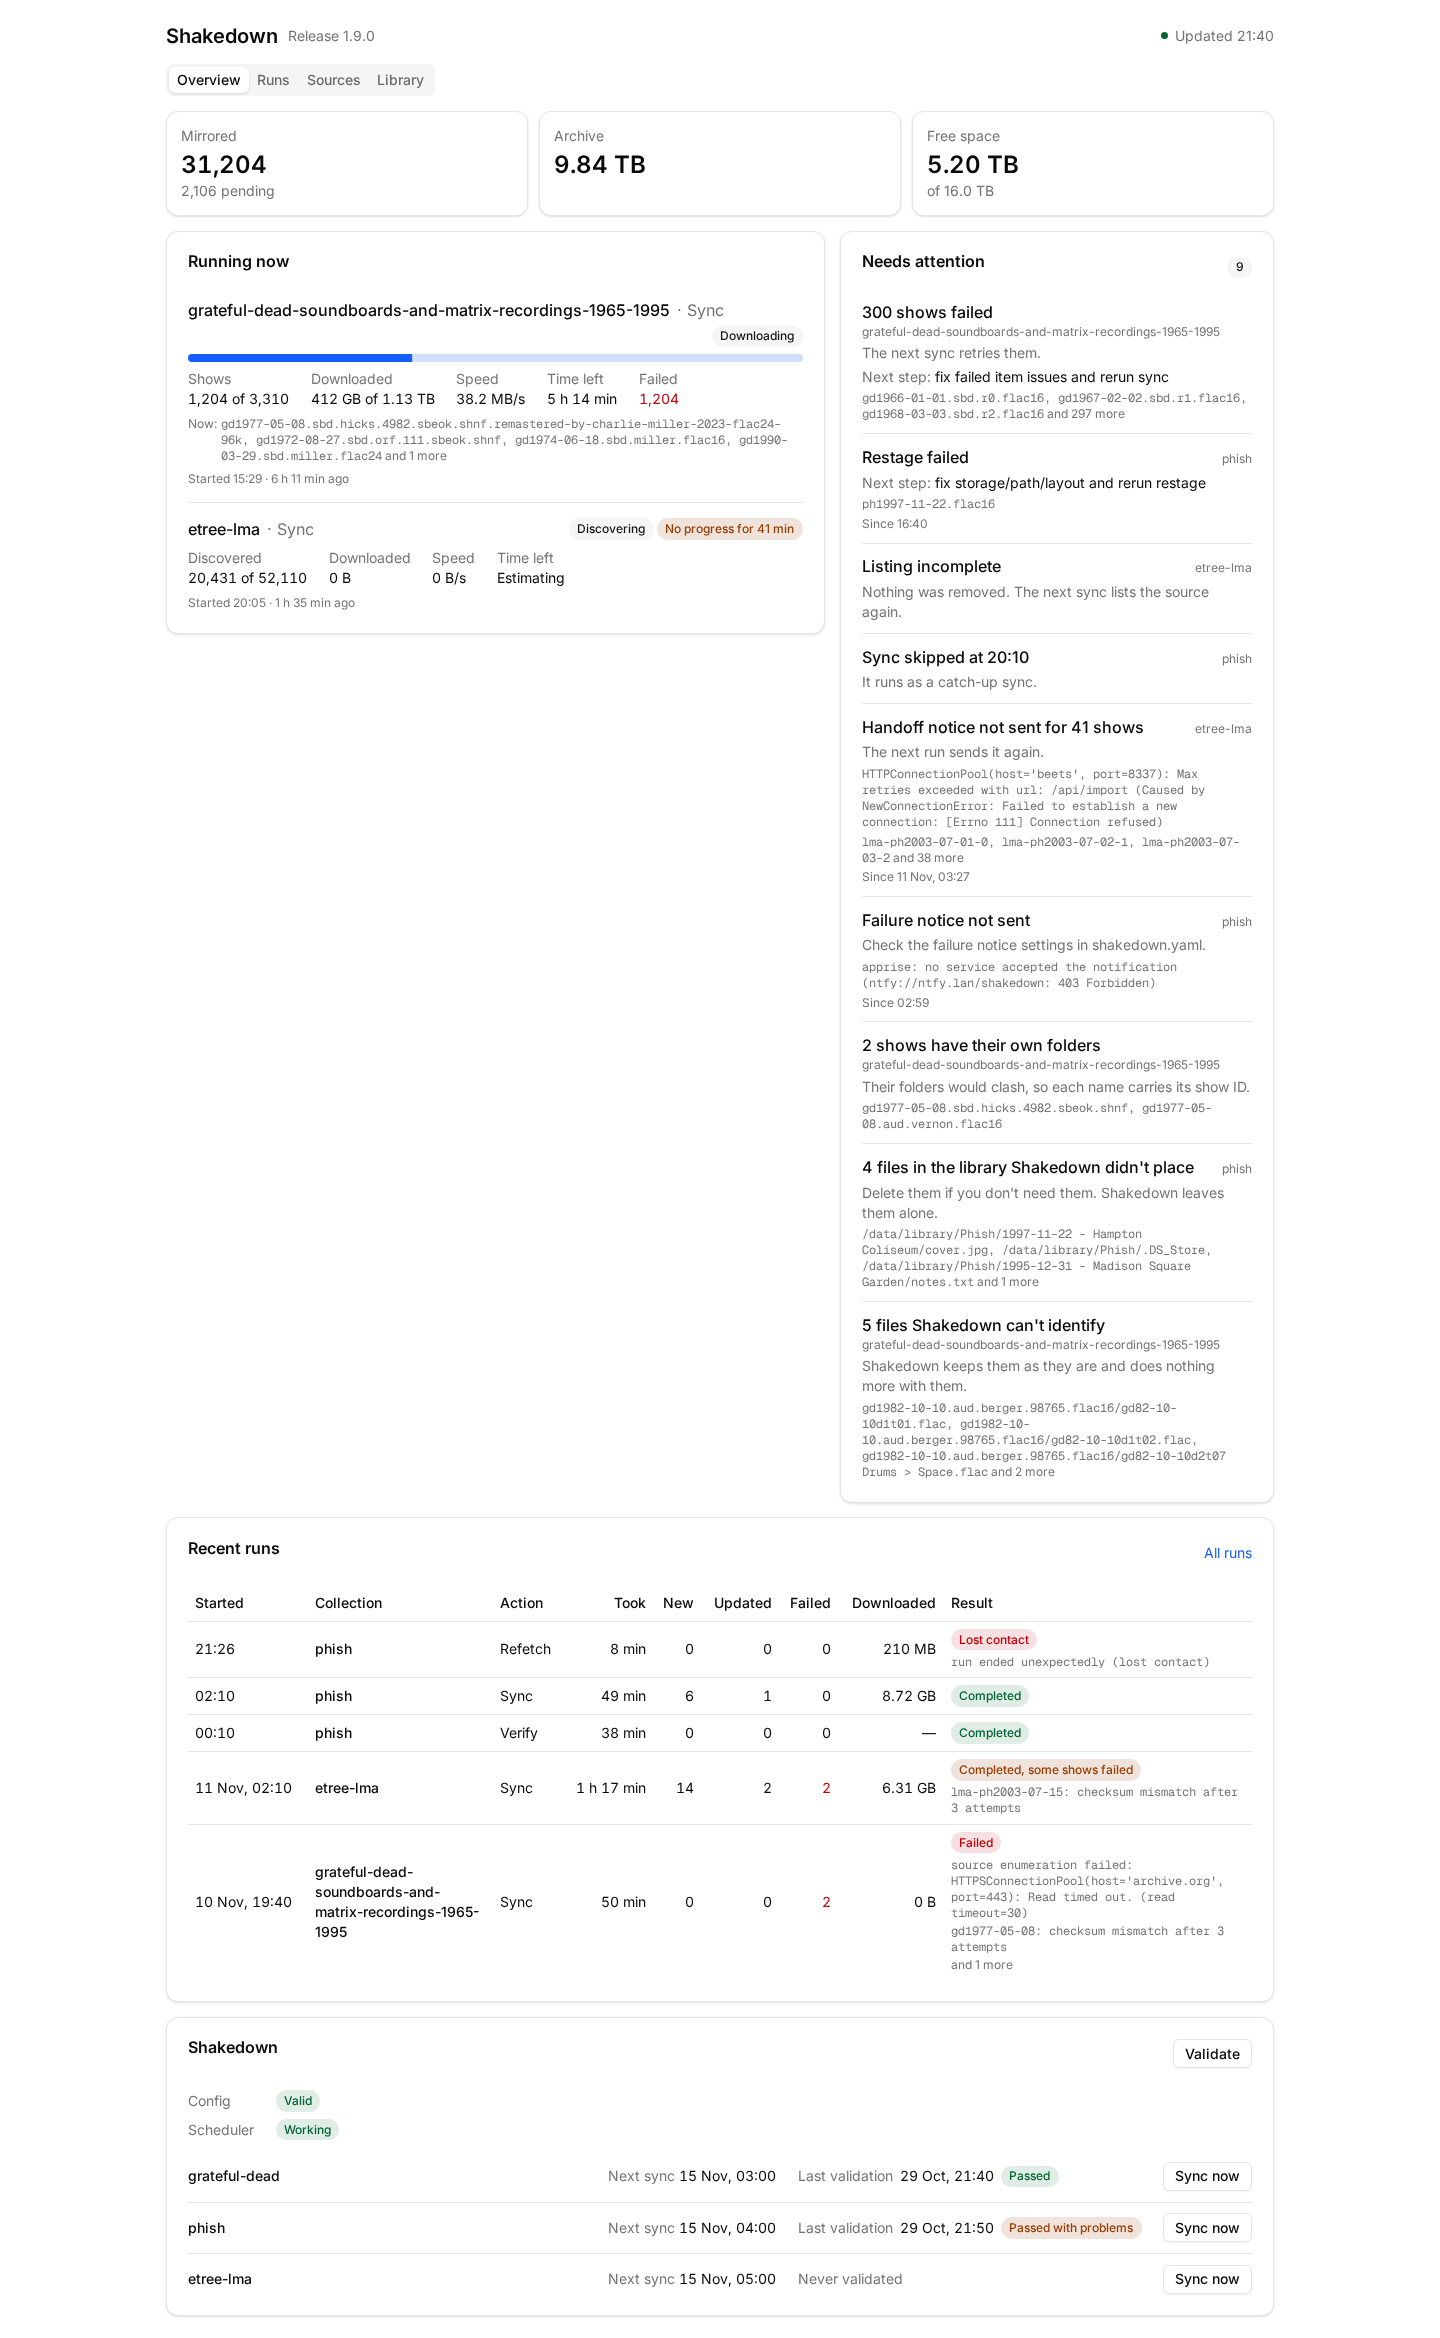 Shakedown Release 1.9.0
Updated 21:40
Overview Runs Sources Library
Mirrored
31,204
2,106 pending
Archive
9.84 TB
Free space
5.20 TB
of 16.0 TB
Running now
grateful-dead-soundboards-and-matrix-recordings-1965-1995 · Sync
Downloading
Shows Downloaded Speed Time left Failed
1,204 of 3,310 412 GB of 1.13 TB 38.2 MB/s 5 h 14 min 1,204
Now: gd1977-05-08.sbd.hicks.4982.sbeok.shnf.remastered-by-charlie-miller-2023-flac24-
96k, gd1972-08-27.sbd.orf.111.sbeok.shnf, gd1974-06-18.sbd.miller.flac16, gd1990-
03-29.sbd.miller.flac24 and 1 more
Started 15:29 · 6 h 11 min ago
etree-lma · Sync Discovering No progress for 41 min
Discovered Downloaded Speed Time left
20,431 of 52,110 0 B 0 B/s Estimating
Started 20:05 · 1 h 35 min ago
Needs attention 9
300 shows failed
grateful-dead-soundboards-and-matrix-recordings-1965-1995
The next sync retries them.
Next step: fix failed item issues and rerun sync
gd1966-01-01.sbd.r0.flac16, gd1967-02-02.sbd.r1.flac16,
gd1968-03-03.sbd.r2.flac16 and 297 more
Restage failed phish
Next step: fix storage/path/layout and rerun restage
ph1997-11-22.flac16
Since 16:40
Listing incomplete etree-lma
Nothing was removed. The next sync lists the source
again.
Sync skipped at 20:10 phish
It runs as a catch-up sync.
Handoff notice not sent for 41 shows etree-lma
The next run sends it again.
HTTPConnectionPool(host='beets', port=8337): Max
retries exceeded with url: /api/import (Caused by
NewConnectionError: Failed to establish a new
connection: [Errno 111] Connection refused)
lma-ph2003-07-01-0, lma-ph2003-07-02-1, lma-ph2003-07-
03-2 and 38 more
Since 11 Nov, 03:27
Failure notice not sent phish
Check the failure notice settings in shakedown.yaml.
apprise: no service accepted the notification
(ntfy://ntfy.lan/shakedown: 403 Forbidden)
Since 02:59
2 shows have their own folders
grateful-dead-soundboards-and-matrix-recordings-1965-1995
Their folders would clash, so each name carries its show ID.
gd1977-05-08.sbd.hicks.4982.sbeok.shnf, gd1977-05-
08.aud.vernon.flac16
4 files in the library Shakedown didn't place phish
Delete them if you don't need them. Shakedown leaves
them alone.
/data/library/Phish/1997-11-22 - Hampton
Coliseum/cover.jpg, /data/library/Phish/.DS_Store,
/data/library/Phish/1995-12-31 - Madison Square
Garden/notes.txt and 1 more
5 files Shakedown can't identify
grateful-dead-soundboards-and-matrix-recordings-1965-1995
Shakedown keeps them as they are and does nothing
more with them.
gd1982-10-10.aud.berger.98765.flac16/gd82-10-
10d1t01.flac, gd1982-10-
10.aud.berger.98765.flac16/gd82-10-10d1t02.flac,
gd1982-10-10.aud.berger.98765.flac16/gd82-10-10d2t07
Drums > Space.flac and 2 more
Recent runs All runs
Started Collection Action Took New Updated Failed Downloaded Result
21:26 phish Refetch 8 min 0 0 0 210 MB Lost contact
run ended unexpectedly (lost contact)
02:10 phish Sync 49 min 6 1 0 8.72 GB Completed
00:10 phish Verify 38 min 0 0 0 — Completed
11 Nov, 02:10 etree-lma Sync 1 h 17 min 14 2 2 6.31 GB Completed, some shows failed
lma-ph2003-07-15: checksum mismatch after
3 attempts
10 Nov, 19:40 grateful-dead-
soundboards-and-
matrix-recordings-1965-
1995 Sync 50 min 0 0 2 0 B Failed
source enumeration failed:
HTTPSConnectionPool(host='archive.org',
port=443): Read timed out. (read
timeout=30)
gd1977-05-08: checksum mismatch after 3
attempts
and 1 more
Shakedown Validate
Config Valid
Scheduler Working
grateful-dead Next sync 15 Nov, 03:00 Last validation 29 Oct, 21:40 Passed Sync now
phish Next sync 15 Nov, 04:00 Last validation 29 Oct, 21:50 Passed with problems Sync now
etree-lma Next sync 15 Nov, 05:00 Never validated Sync now